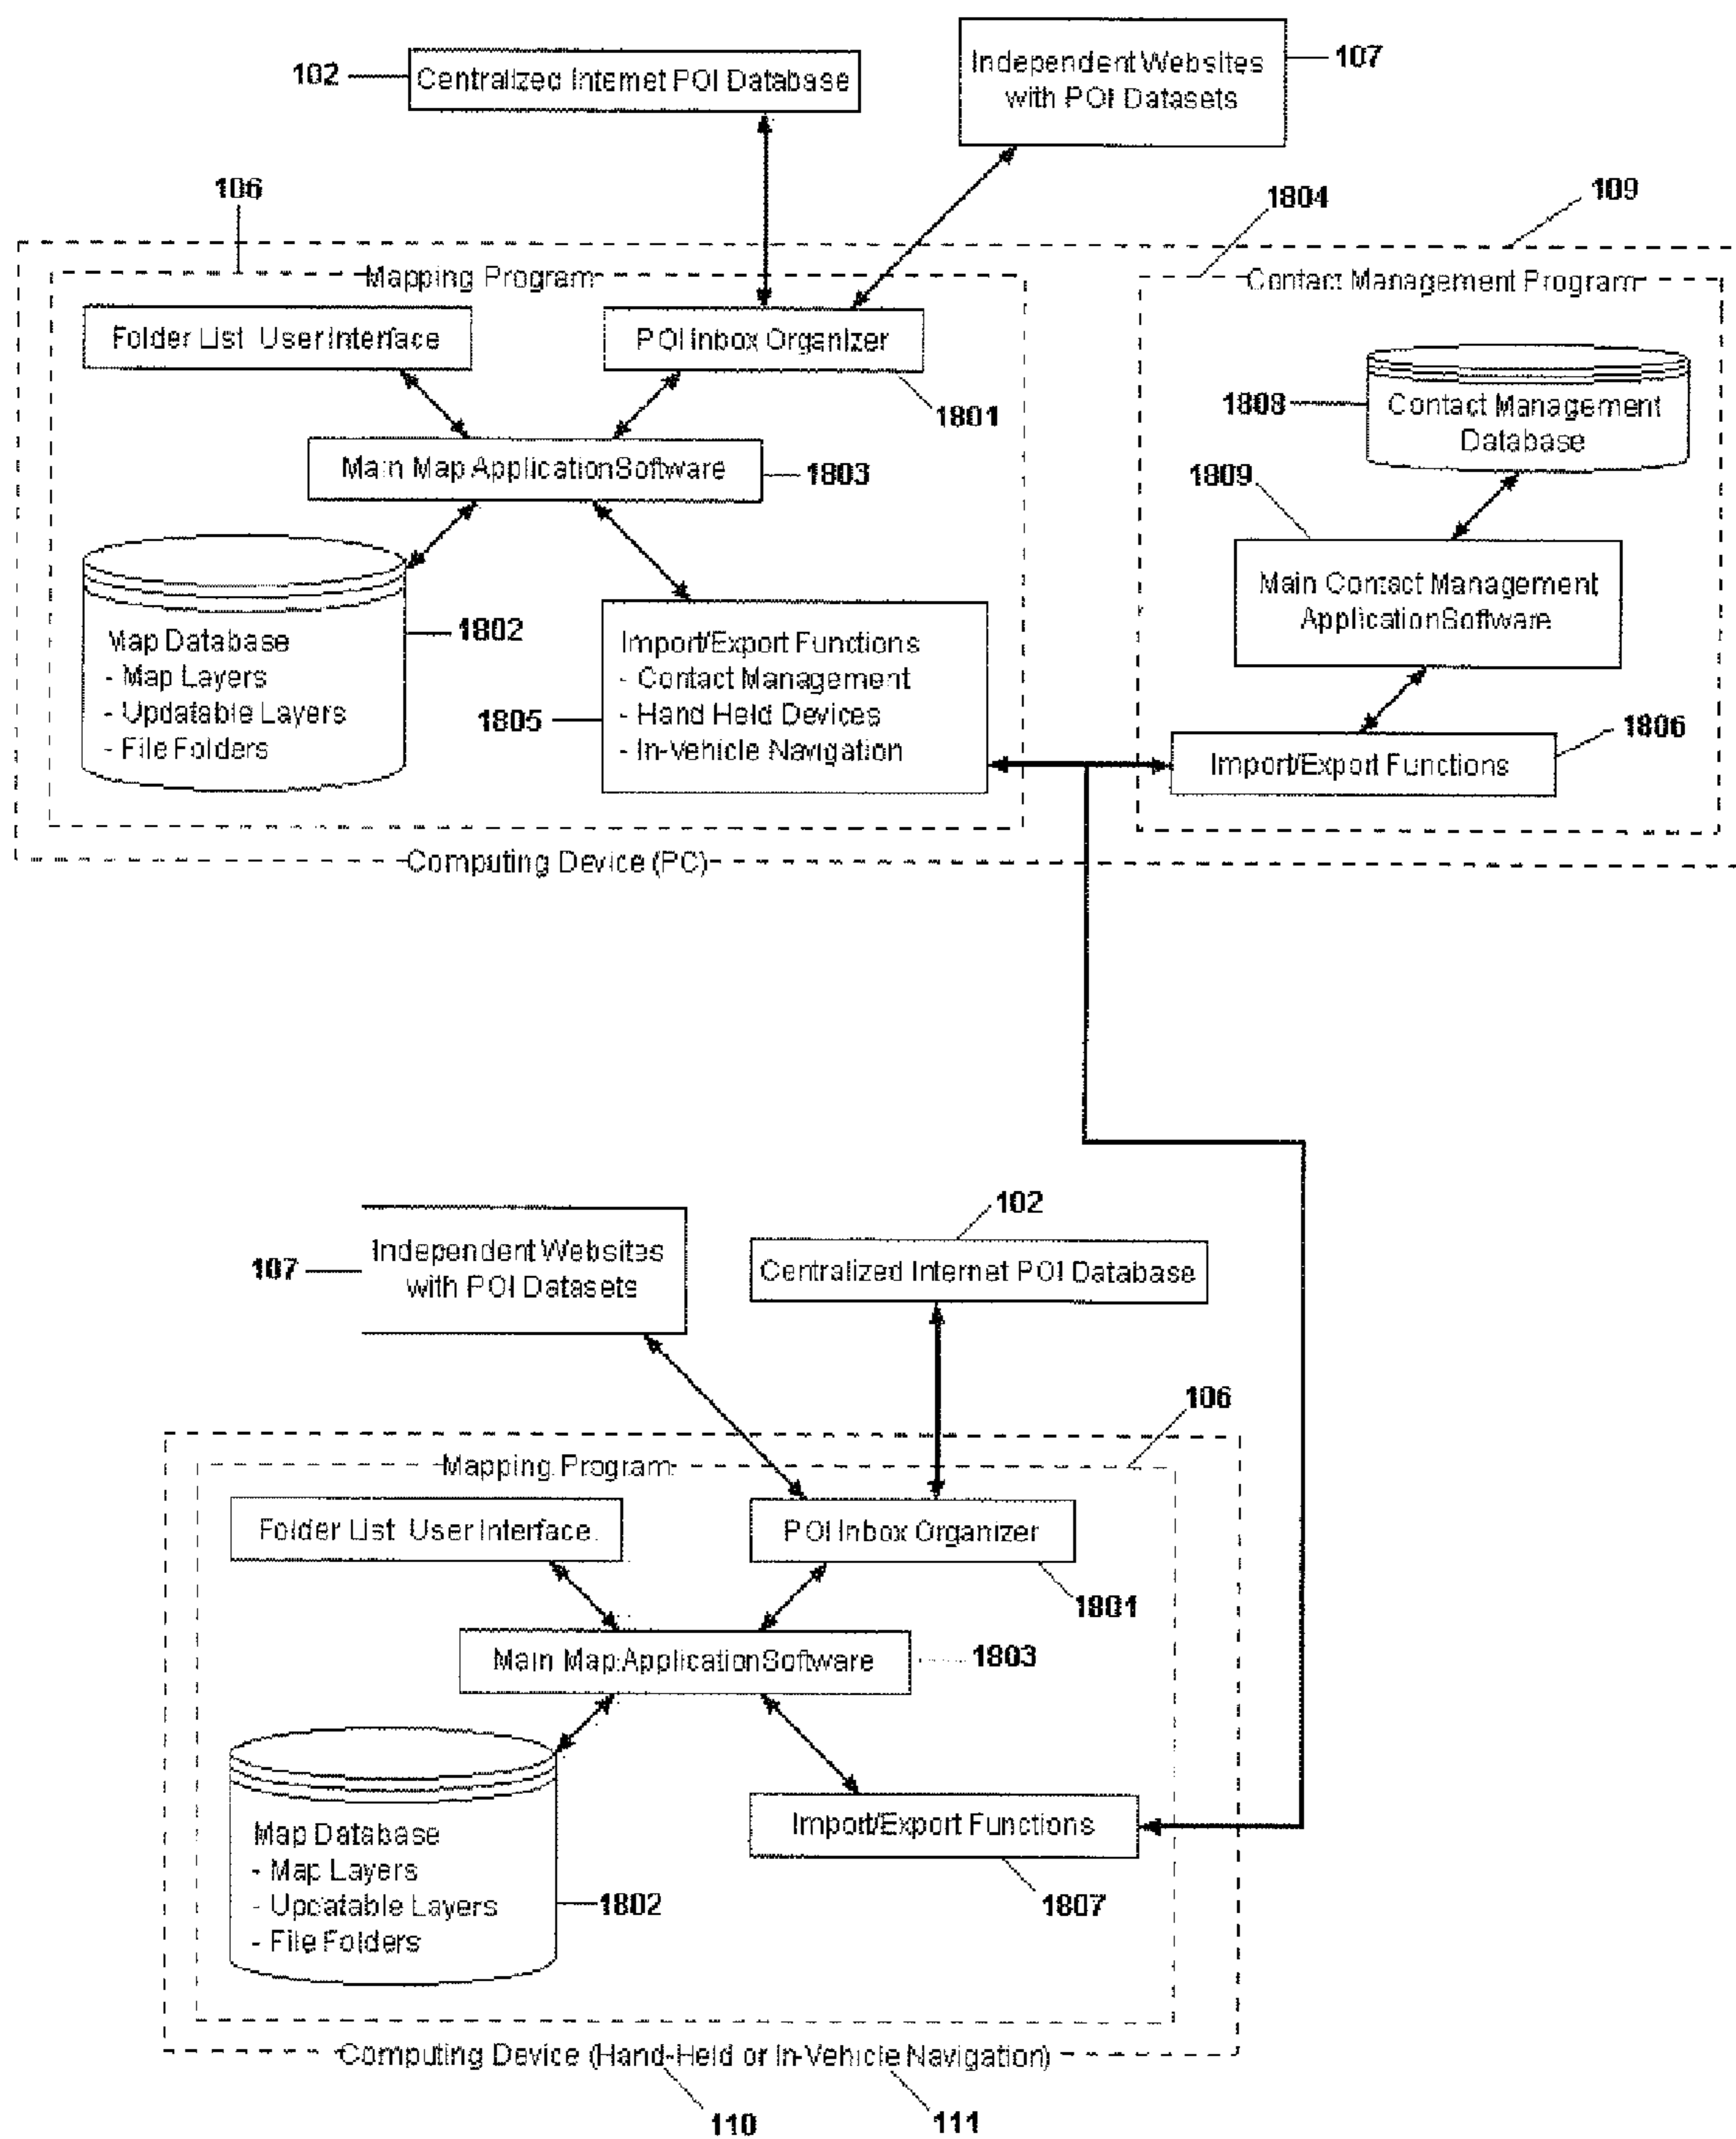 102
Centralized Internet POI Database
Independent Websites
with POI Datasets
107
106
1804
109
Mapping Program
Contact Management Program
Folder List User Interface
POI Inbox Organizer
1801
1808
Contact Management
Database
Main Map Application Software
1803
1809
Main Contact Management
Application Software
Map Database
- Map Layers
- Updatable Layers
- File Folders
1802
Import/Export Functions
- Contact Management
- Hand Held Devices
- In-Vehicle Navigation
1805
1806
Import/Export Functions
Computing Device (PC)
107
Independent Websites
with POI Datasets
102
Centralized Internet POI Database
106
Mapping Program
Folder List User Interface
POI Inbox Organizer
1801
Main Map Application Software
1803
Map Database
- Map Layers
- Updatable Layers
- File Folders
1802
Import/Export Functions
1807
Computing Device (Hand-Held or In-Vehicle Navigation)
110
111